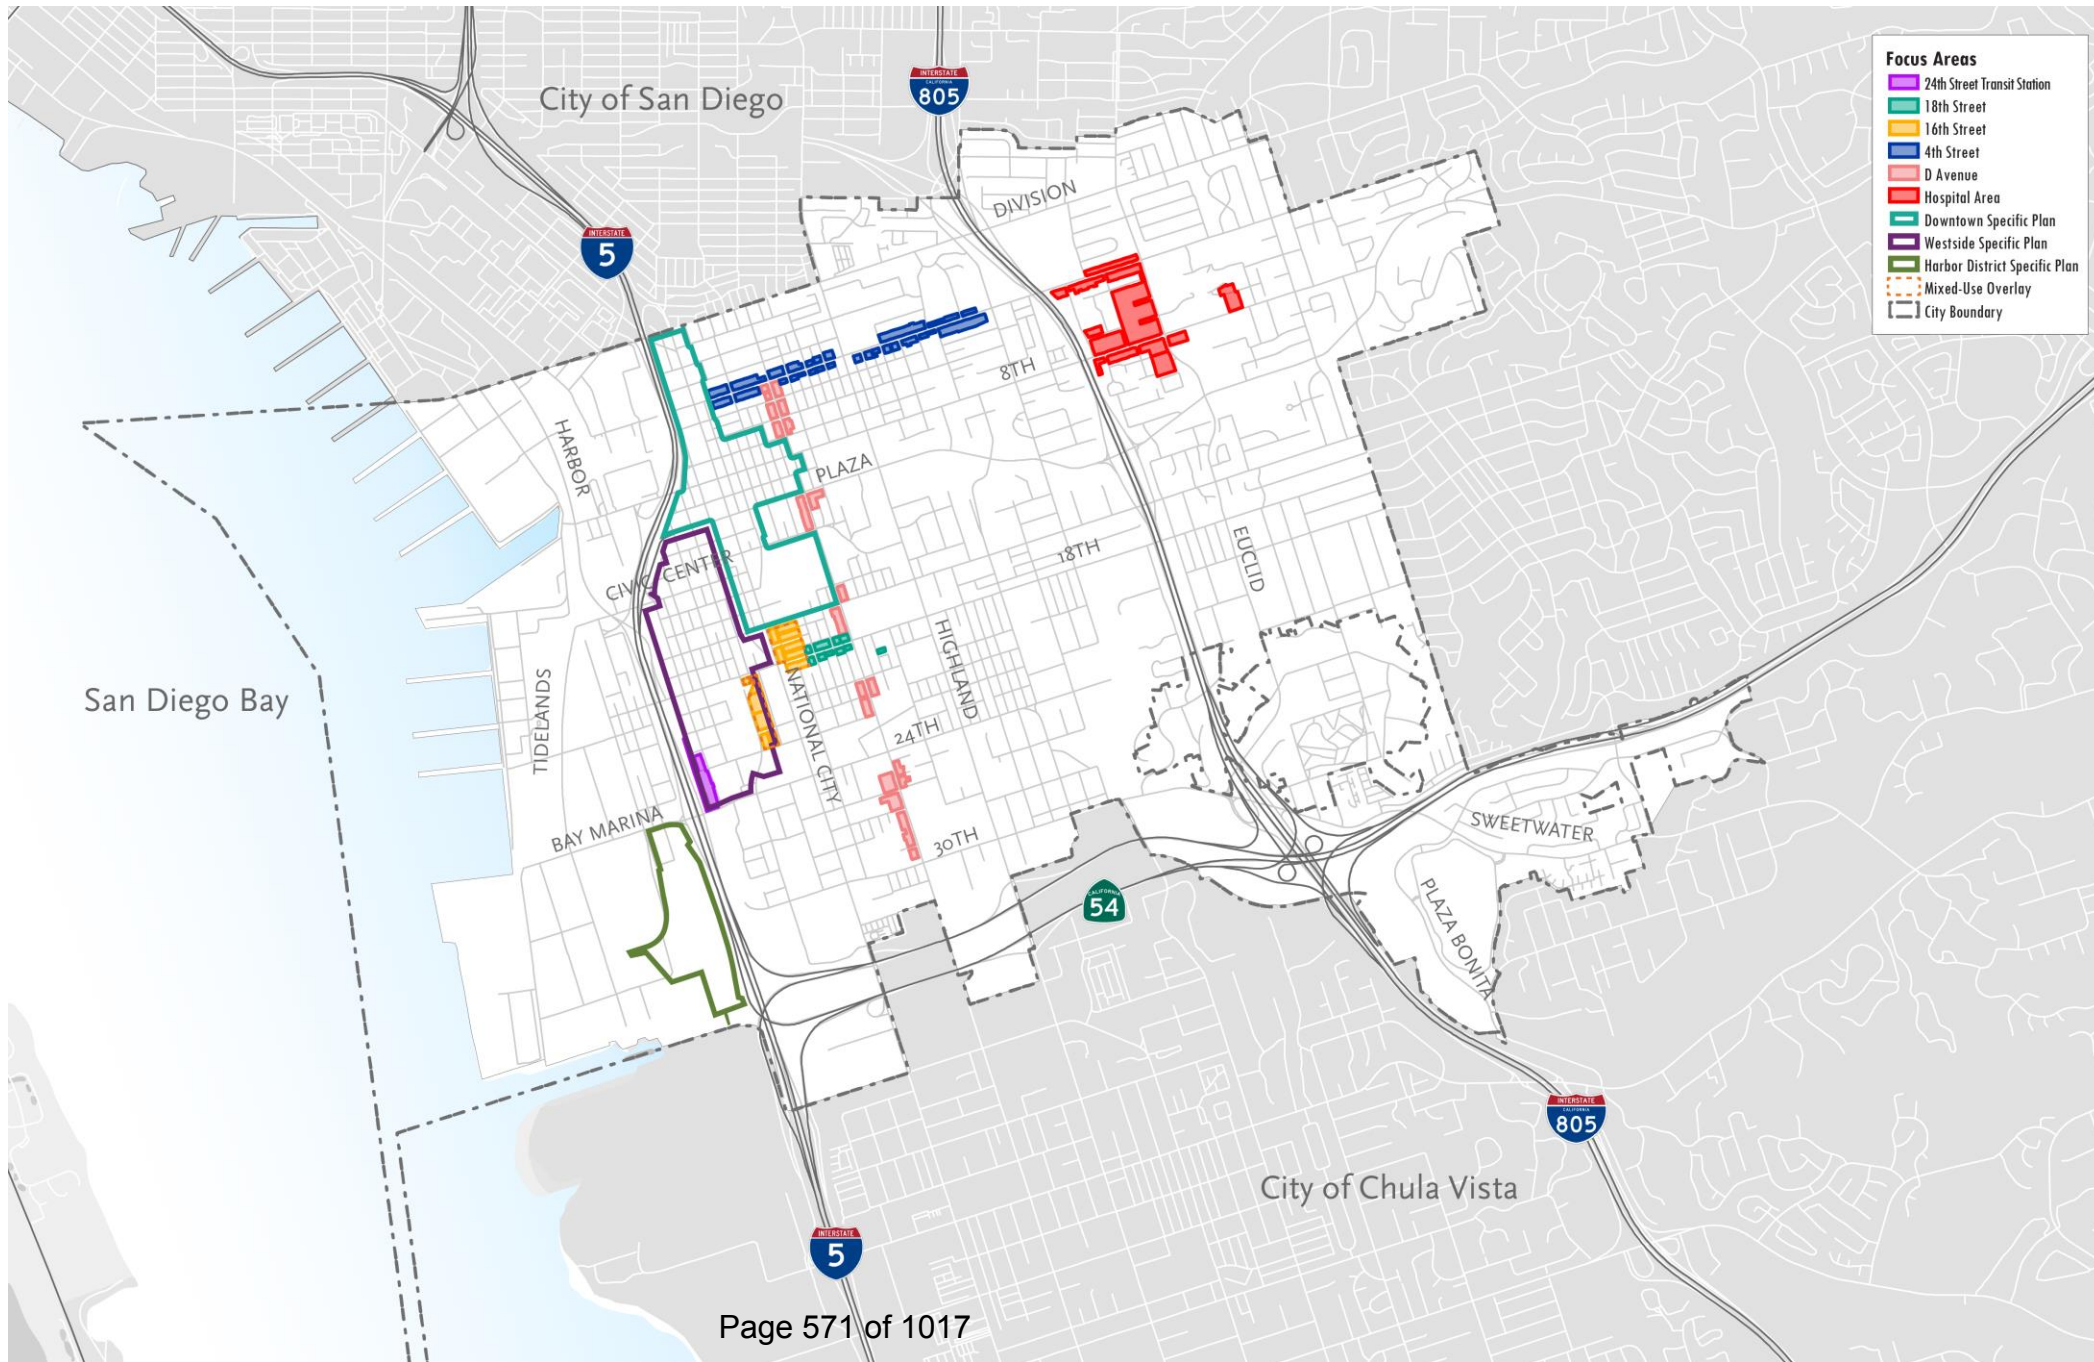 City of San Diego
INTERSTATE
CALIFORNIA
805
Focus Areas
24th Street Transit Station
18th Street
16th Street
4th Street
D Avenue
Hospital Area
Downtown Specific Plan
Westside Specific Plan
Harbor District Specific Plan
Mixed-Use Overlay
City Boundary
DIVISION
INTERSTATE
5
8TH
HARBOR
PLAZA
CIVIC CENTER
18TH
EUCLID
HIGHLAND
San Diego Bay
TIDELANDS
NATIONAL CITY
24TH
BAY MARINA
30TH
SWEETWATER
PLAZA BONITA
CALIFORNIA
54
INTERSTATE
CALIFORNIA
805
City of Chula Vista
INTERSTATE
5
Page 571 of 1017